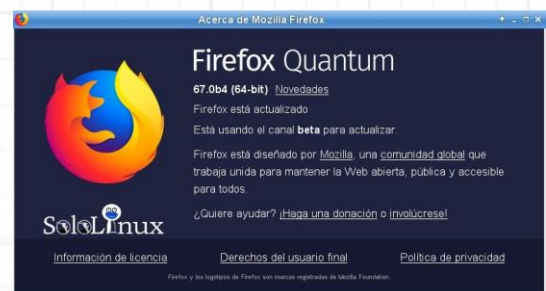 Acerca de Mozilla Firefox
Firefox Quantum
67.0b4 (64-bit) Novedades
Firefox está actualizado
Está usando el canal beta para actualizar.
Firefox está diseñado por Mozilla, una comunidad global que
trabaja unida para mantener la Web abierta, pública y accesible
para todos.
¿Quiere ayudar? ¡Haga una donación o involúcrese!
SoloLinux
Información de licencia Derechos del usuario final Política de privacidad
Firefox y los logotipos de Firefox son marcas registradas de Mozilla Foundation.